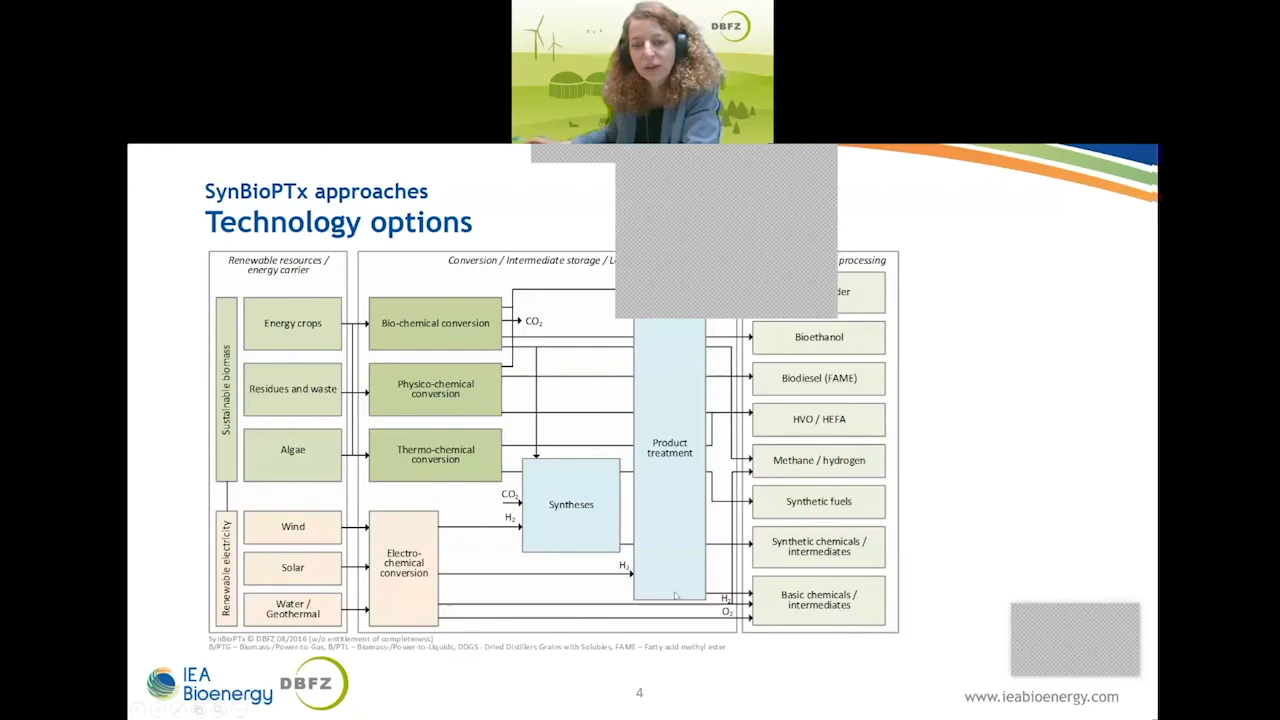 DBFZ
SynBioPTx approaches
Technology options
Renewable resources /
energy carrier
Conversion / Intermediate storage /
processing
Sustainable biomass
Energy crops
Residues and waste
Algae
Renewable electricity
Wind
Solar
Water /
Geothermal
Bio-chemical conversion
Physico-chemical
conversion
Thermo-chemical
conversion
Electro-
chemical
conversion
CO2
CO2
H2
Syntheses
H2
Product
treatment
H2
O2
Bioethanol
Biodiesel (FAME)
HVO / HEFA
Methane / hydrogen
Synthetic fuels
Synthetic chemicals /
intermediates
Basic chemicals /
intermediates
SynBioPTx © DBFZ 08/2016 (w/o entitlement of completeness)
B/PTG – Biomass-/Power-to-Gas, B/PTL – Biomass-/Power-to-Liquids, DDGS - Dried Distillers Grains with Solubles, FAME – Fatty acid methyl ester
IEA
Bioenergy
DBFZ
4
www.ieabioenergy.com